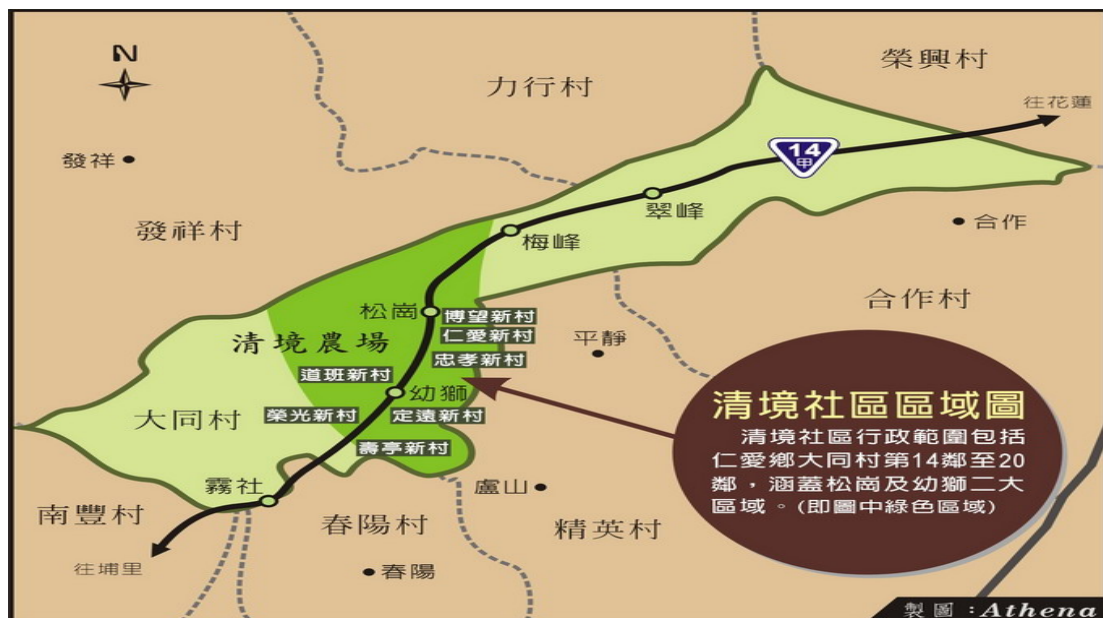 N
力行村
榮興村
往花蓮
發祥
14
甲
翠峰
合作
發祥村
梅峰
合作村
松崗
博望新村
仁愛新村
清境農場
平靜
忠孝新村
道班新村
幼獅
大同村
榮光新村
定遠新村
壽亭新村
清境社區區域圖
清境社區行政範圍包括
仁愛鄉大同村第14鄰至20
鄰,涵蓋松崗及幼獅二大
區域。(即圖中綠色區域)
霧社
盧山
南豐村
春陽村
精英村
往埔里
春陽
製圖:Athena